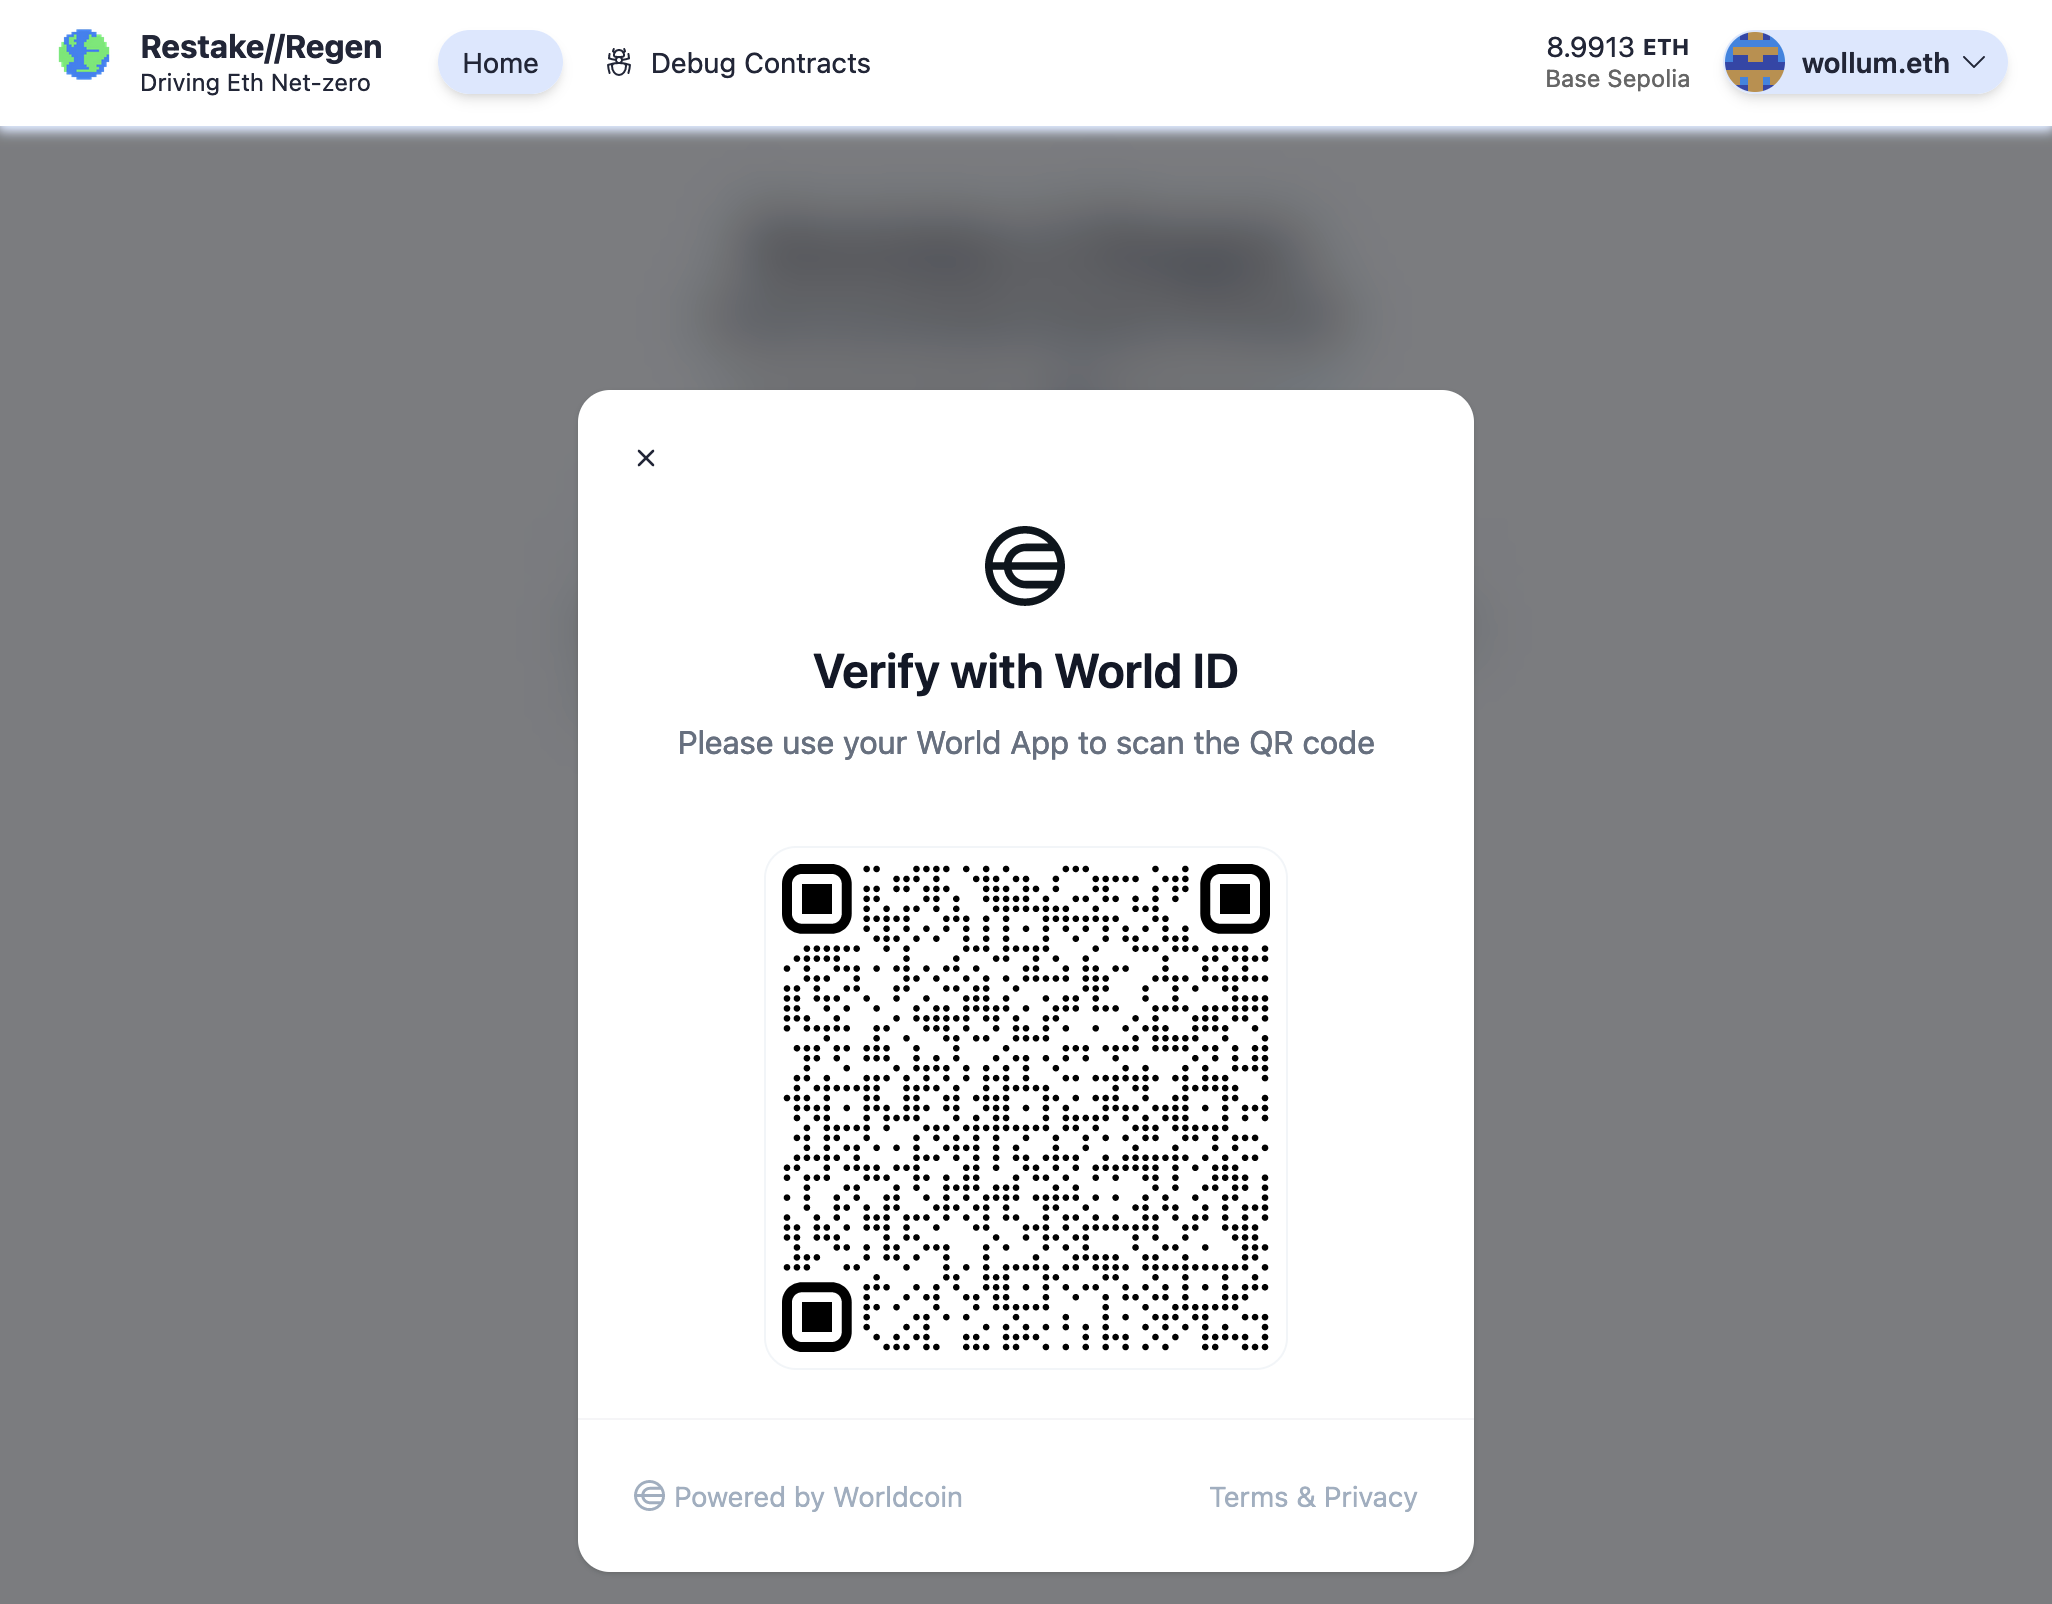 Restake//Regen
Driving Eth Net-zero
Home
Debug Contracts
8.9913 ETH
Base Sepolia
wollum.eth
Verify with World ID
Please use your World App to scan the QR code
Powered by Worldcoin
Terms & Privacy